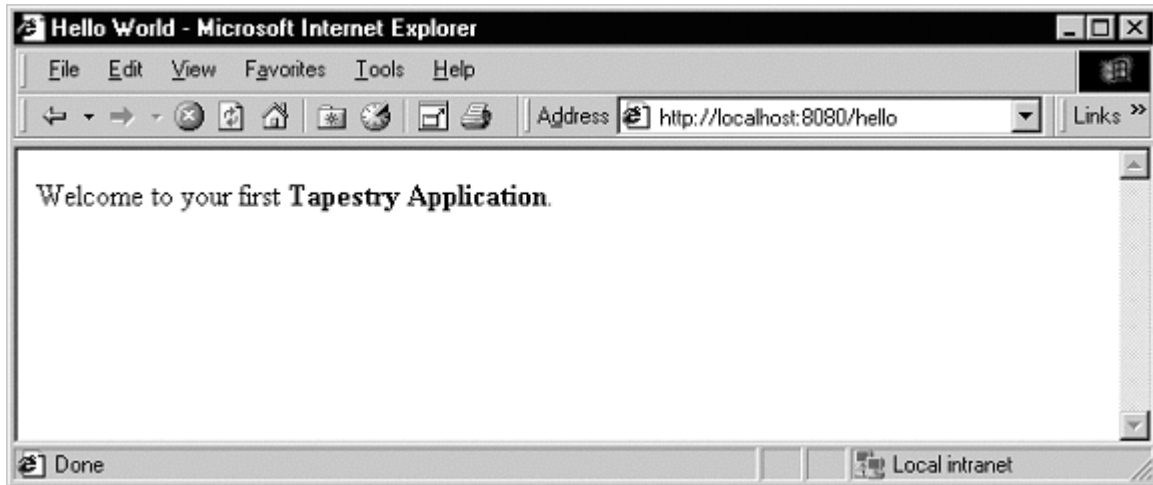 Hello World - Microsoft Internet Explorer
File Edit View Favorites Tools Help
Address http://localhost:8080/hello Links »
Welcome to your first Tapestry Application.
Done Local intranet